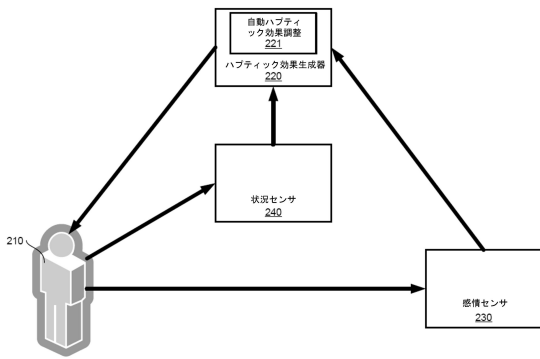 自動ハプティ
ック効果調整
221
ハプティック効果生成器
220
状況センサ
240
210
感情センサ
230